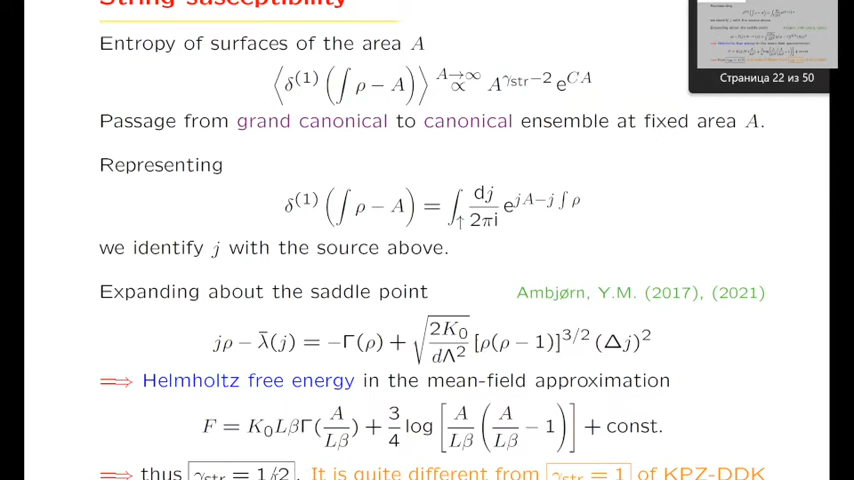 String susceptibility
Entropy of surfaces of the area A
⟨δ⁽¹⁾(∫ρ − A)⟩ ∝^{A→∞} A^{γ_str−2} e^{CA}
Passage from grand canonical to canonical ensemble at fixed area A.
Representing
δ⁽¹⁾(∫ρ − A) = ∫_↑ dj/2πi e^{jA−j∫ρ}
we identify j with the source above.
Expanding about the saddle point Ambjørn, Y.M. (2017), (2021)
jρ − λ̄(j) = −Γ(ρ) + √(2K₀/dΛ²) [ρ(ρ − 1)]^{3/2} (Δj)²
⟹ Helmholtz free energy in the mean-field approximation
F = K₀LβΓ(A/Lβ) + 3/4 log[A/Lβ (A/Lβ − 1)] + const.
⟹ thus γ_str = 1/2. It is quite different from γ_str = 1 of KPZ-DDK
Страница 22 из 50